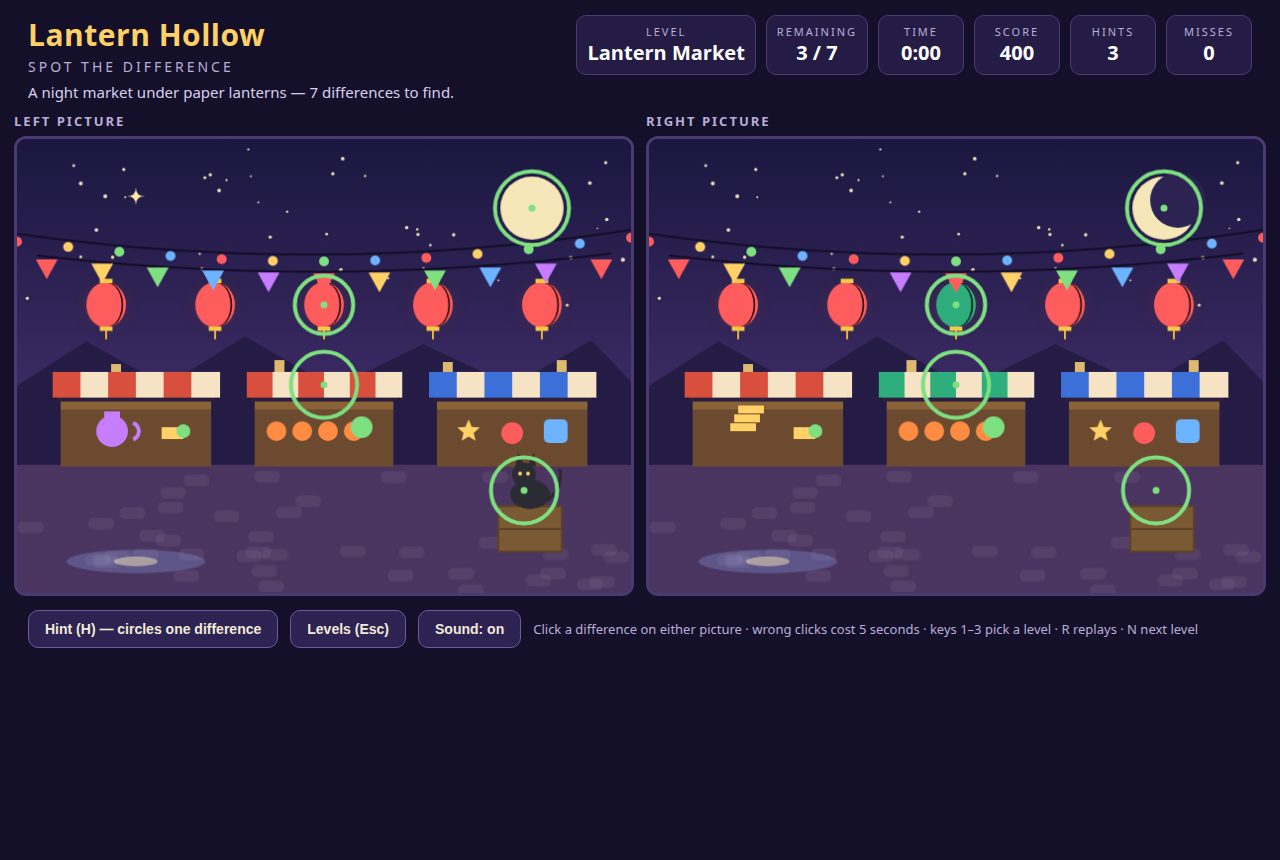 Lantern Hollow
SPOT THE DIFFERENCE
A night market under paper lanterns — 7 differences to find.
LEVEL
Lantern Market
REMAINING
3 / 7
TIME
0:00
SCORE
400
HINTS
3
MISSES
0
LEFT PICTURE
RIGHT PICTURE
Hint (H) — circles one difference
Levels (Esc)
Sound: on
Click a difference on either picture · wrong clicks cost 5 seconds · keys 1–3 pick a level · R replays · N next level